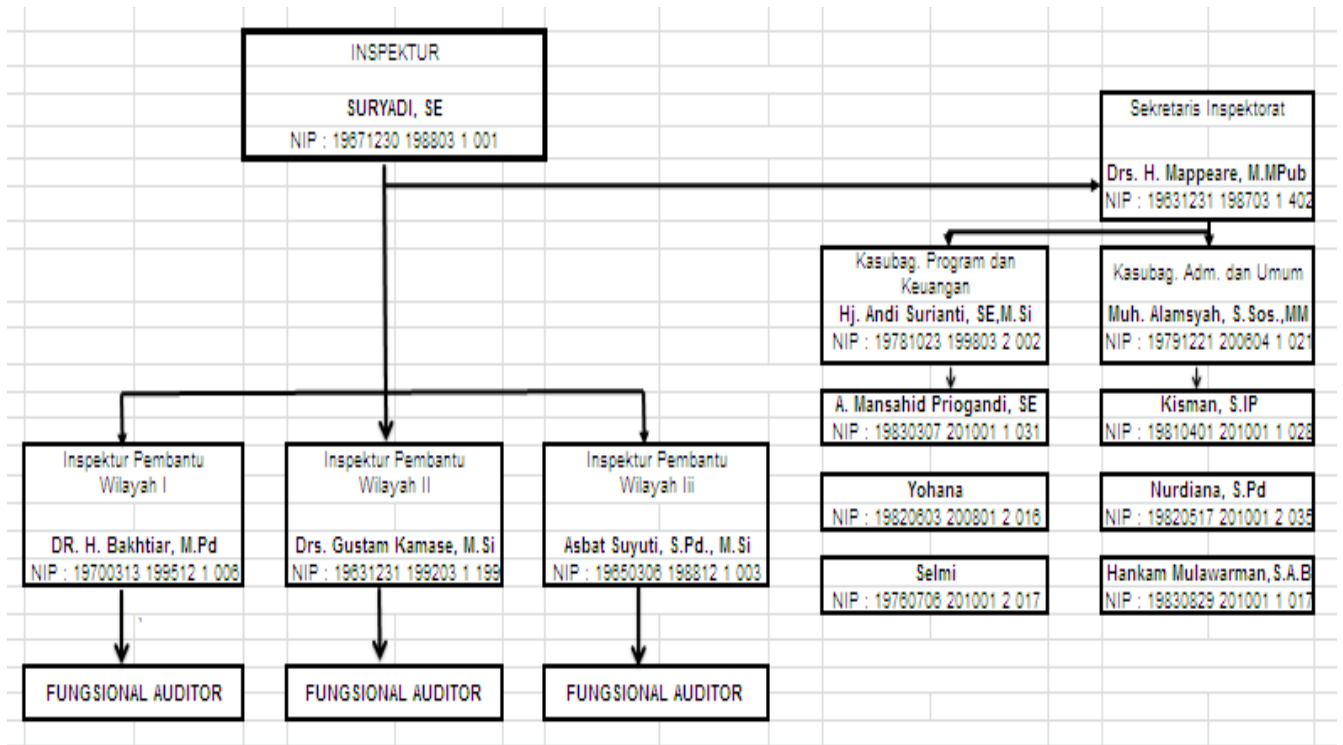 INSPEKTUR
SURYADI, SE
NIP : 19671230 198803 1 001
Sekretaris Inspektorat
Drs. H. Mappeare, M.MPub
NIP : 19631231 198703 1 402
Kasubag. Program dan
Keuangan
Hj. Andi Surianti, SE,M.Si
NIP : 19781023 199803 2 002
Kasubag. Adm. dan Umum
Muh. Alamsyah, S.Sos.,MM
NIP : 19791221 200604 1 021
A. Mansahid Priogandi, SE
NIP : 19830307 201001 1 031
Kisman, S.IP
NIP : 19810401 201001 1 028
Yohana
NIP : 19820603 200801 2 016
Nurdiana, S.Pd
NIP : 19820517 201001 2 035
Selmi
NIP : 19760706 201001 2 017
Hankam Mulawarman,S.A.B
NIP : 19830829 201001 1 017
Inspektur Pembantu
Wilayah I
DR. H. Bakhtiar, M.Pd
NIP : 19700313 199512 1 006
Inspektur Pembantu
Wilayah II
Drs. Gustam Kamase, M.Si
NIP : 19631231 199203 1 199
Inspektur Pembantu
Wilayah Iii
Asbat Suyuti, S.Pd., M.Si
NIP : 19650306 198812 1 003
FUNGSIONAL AUDITOR
FUNGSIONAL AUDITOR
FUNGSIONAL AUDITOR